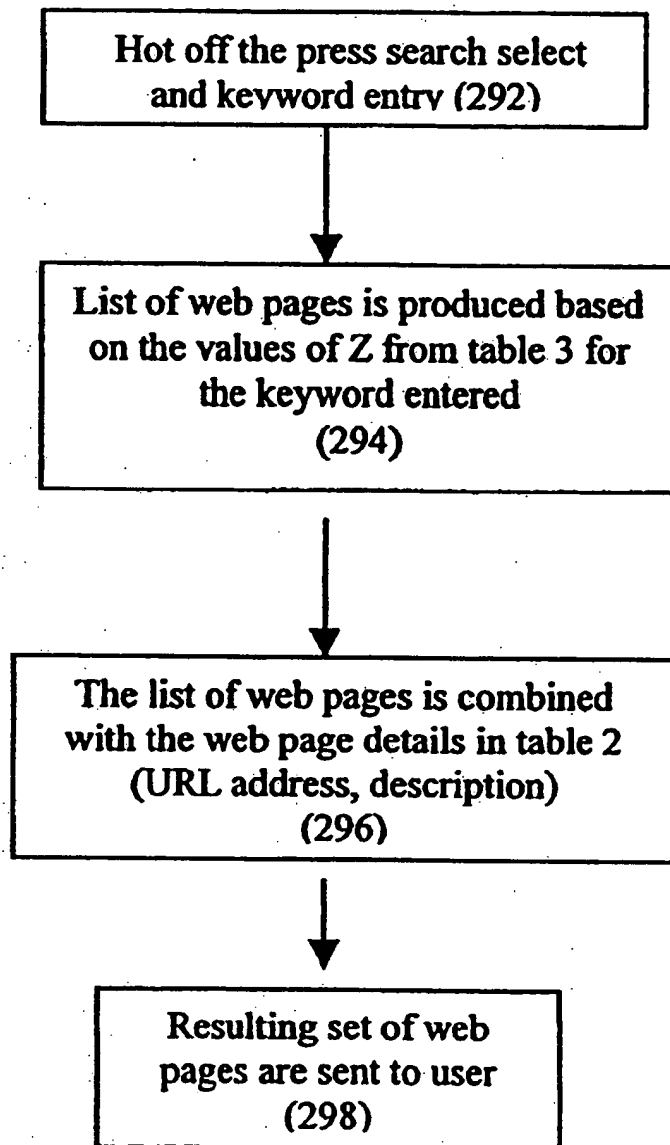 Hot off the press search select
and keyword entry (292)
List of web pages is produced based
on the values of Z from table 3 for
the keyword entered
(294)
The list of web pages is combined
with the web page details in table 2
(URL address, description)
(296)
Resulting set of web
pages are sent to user
(298)